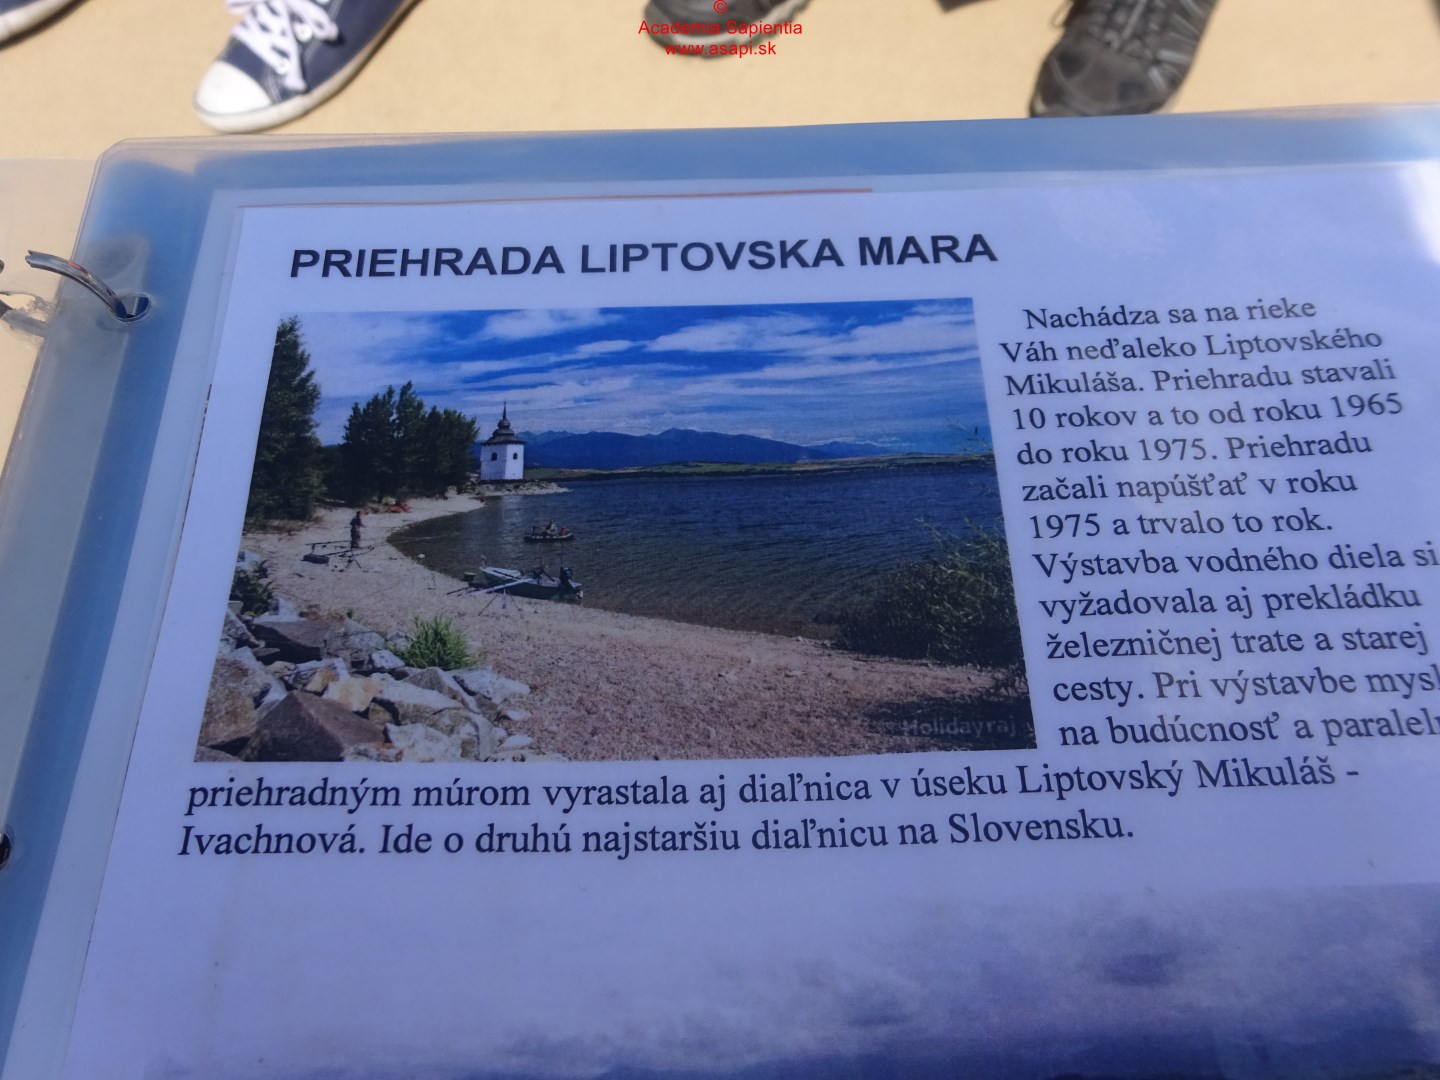 ©
Academia Sapientia
www.asapi.sk
PRIEHRADA LIPTOVSKA MARA
Nachádza sa na rieke
Váh neďaleko Liptovského
Mikuláša. Priehradu stavali
10 rokov a to od roku 1965
do roku 1975. Priehradu
začali napúšťať v roku
1975 a trvalo to rok.
Výstavba vodného diela si
vyžadovala aj prekládku
železničnej trate a starej
cesty. Pri výstavbe
na budúcnosť a
Holidayraj
priehradným múrom vyrastala aj diaľnica v úseku Liptovský Mikuláš -
Ivachnová. Ide o druhú najstaršiu diaľnicu na Slovensku.